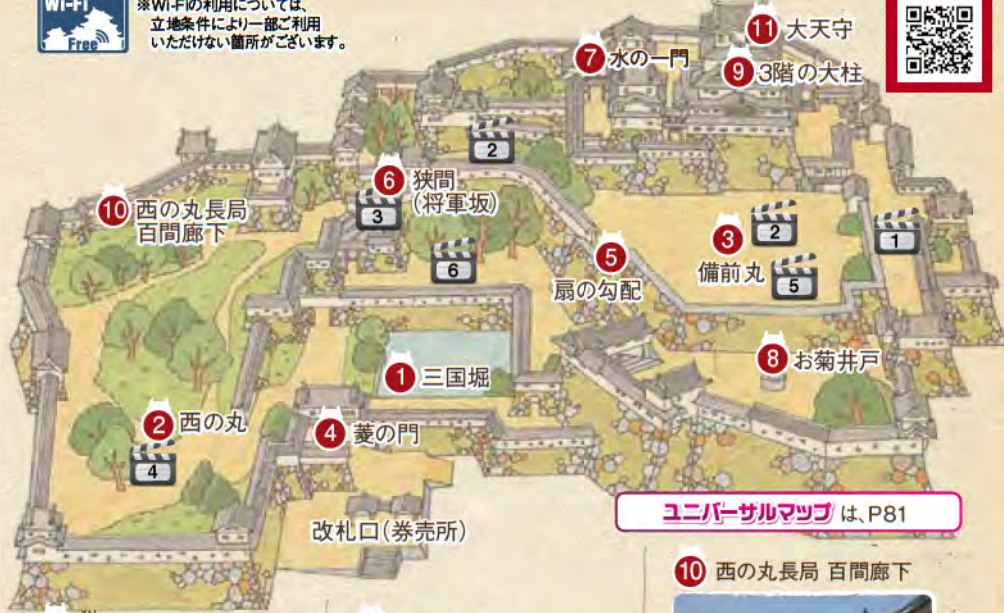 Wi-Fi
Free
※Wi-Fiの利用については、
立地条件により一部ご利用
いただけない箇所がございます。
11 大天守
7 水の一門
9 3階の大柱
2
6 狭間
(将軍坂)
3
10 西の丸長局
百間廊下
3 備前丸
2
1
5
6
5 扇の勾配
1 三国堀
8 お菊井戸
2 西の丸
4
4 菱の門
改札口(券売所)
ユニバーサルマップ は、P81
10 西の丸長局 百間廊下